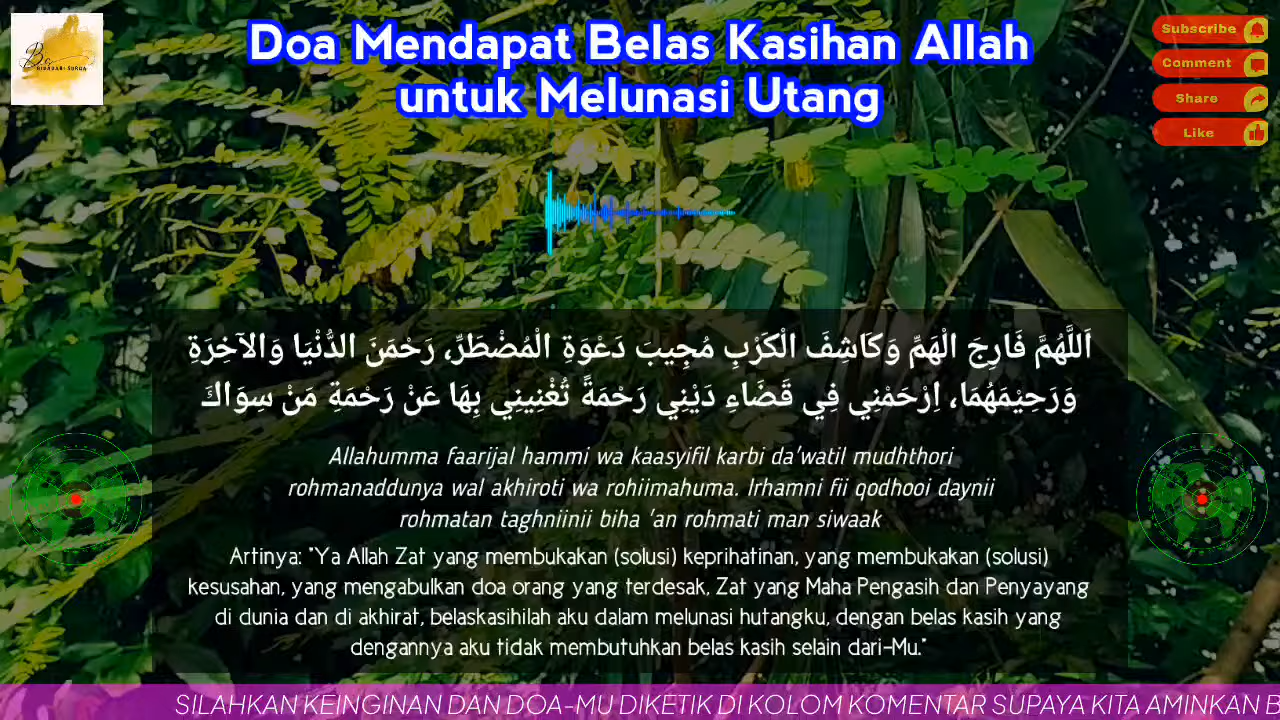 Doa Mendapat Belas Kasihan Allah
untuk Melunasi Utang
Subscribe
Comment
Share
Like
اَللَّهُمَّ فَارِجَ الْهَمِّ وَكَاشِفَ الْكَرْبِ مُجِيبَ دَعْوَةِ الْمُضْطَرِّ، رَحْمَنَ الدُّنْيَا وَالآخِرَةِ
وَرَحِيْمَهُمَا، اِرْحَمْنِي فِي قَضَاءِ دَيْنِي رَحْمَةً تُغْنِينِي بِهَا عَنْ رَحْمَةِ مَنْ سِوَاكَ
Allahumma faarijal hammi wa kaasyifil karbi da'watil mudhthori
rohmanaddunya wal akhiroti wa rohiimahuma. Irhamni fii qodhooi daynii
rohmatan taghniinii biha 'an rohmati man siwaak
Artinya: "Ya Allah Zat yang membukakan (solusi) keprihatinan, yang membukakan (solusi)
kesusahan, yang mengabulkan doa orang yang terdesak, Zat yang Maha Pengasih dan Penyayang
di dunia dan di akhirat, belaskasihilah aku dalam melunasi hutangku, dengan belas kasih yang
dengannya aku tidak membutuhkan belas kasih selain dari-Mu."
SILAHKAN KEINGINAN DAN DOA-MU DIKETIK DI KOLOM KOMENTAR SUPAYA KITA AMINKAN B